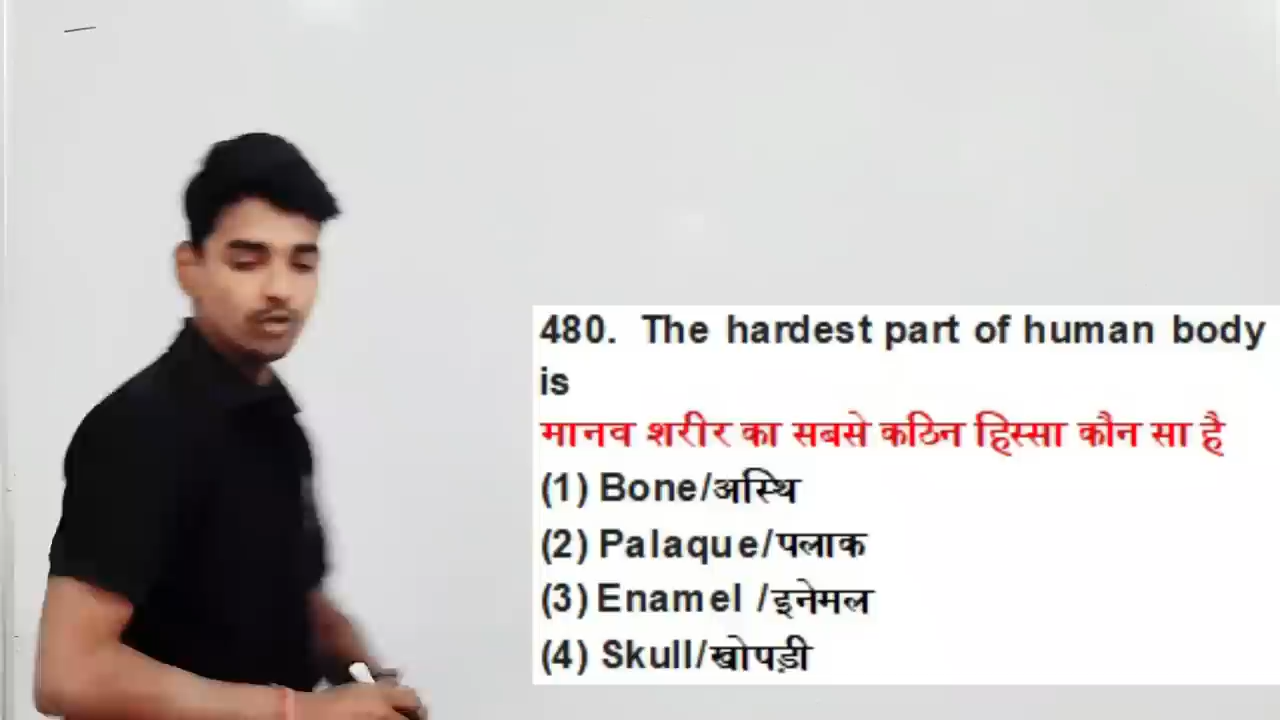 480. The hardest part of human body
is
मानव शरीर का सबसे कठिन हिस्सा कौन सा है
(1) Bone/अस्थि
(2) Palaque/पलाक
(3) Enamel /इनेमल
(4) Skull/खोपड़ी